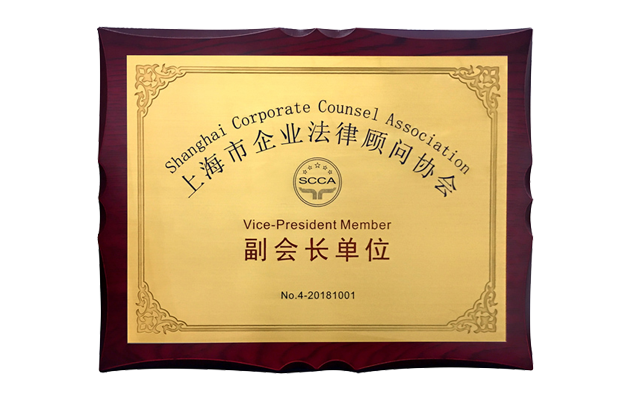 Shanghai Corporate Counsel Association
上海市企业法律顾问协会
SCCA
Vice-President Member
副会长单位
No.4-20181001